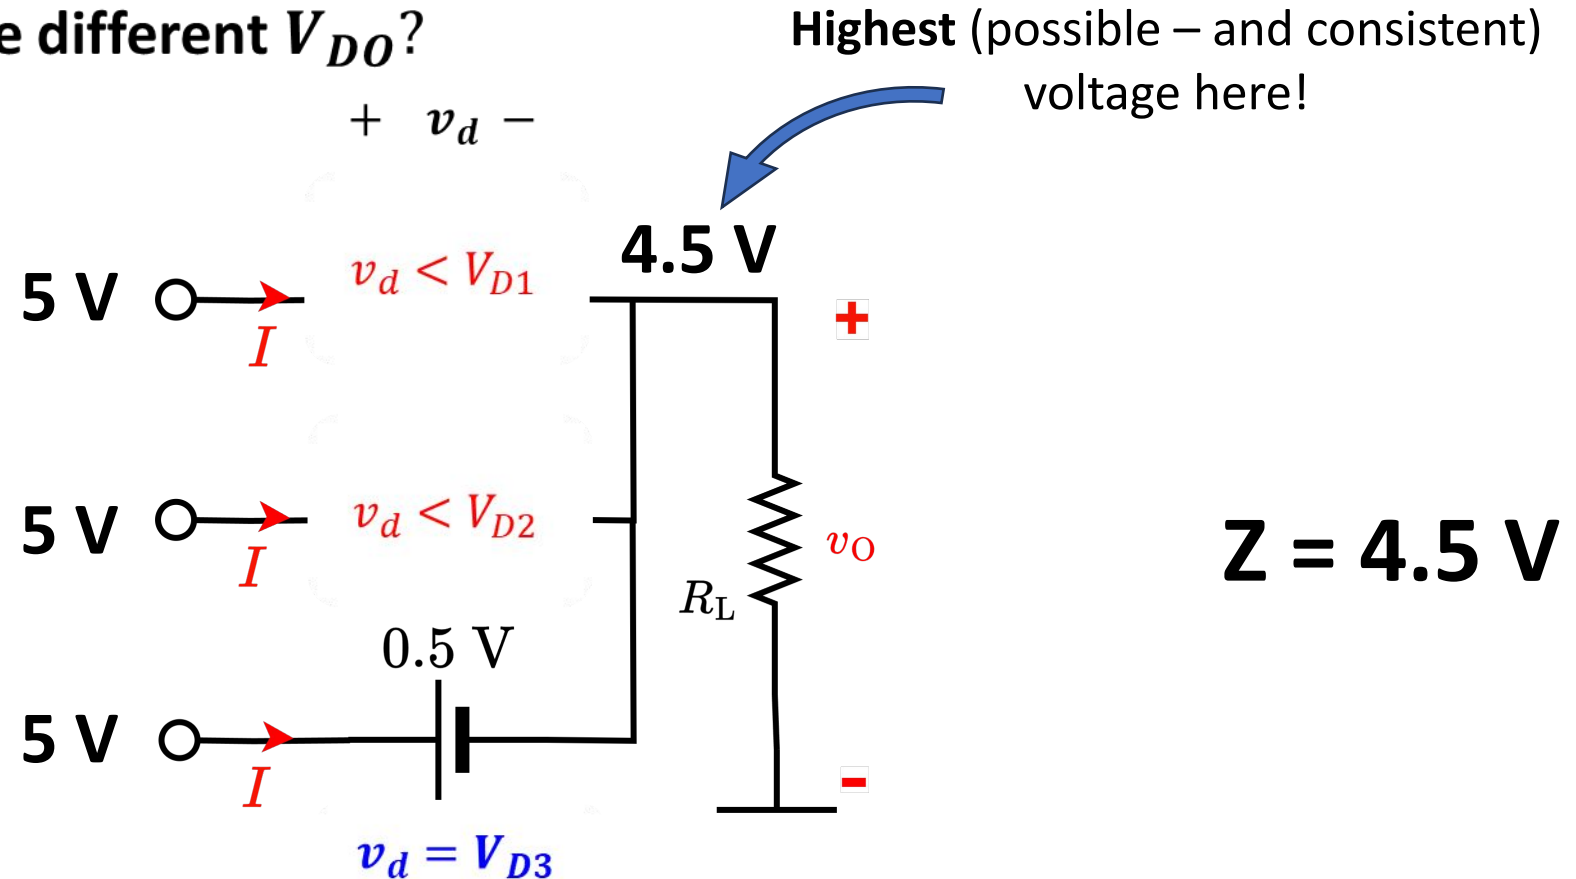 e different V_DO?
Highest (possible – and consistent)
voltage here!
+ v_d −
4.5 V
5 V
I
v_d < V_D1
+
5 V
I
v_d < V_D2
v_O
R_L
Z = 4.5 V
0.5 V
5 V
I
-
v_d = V_D3